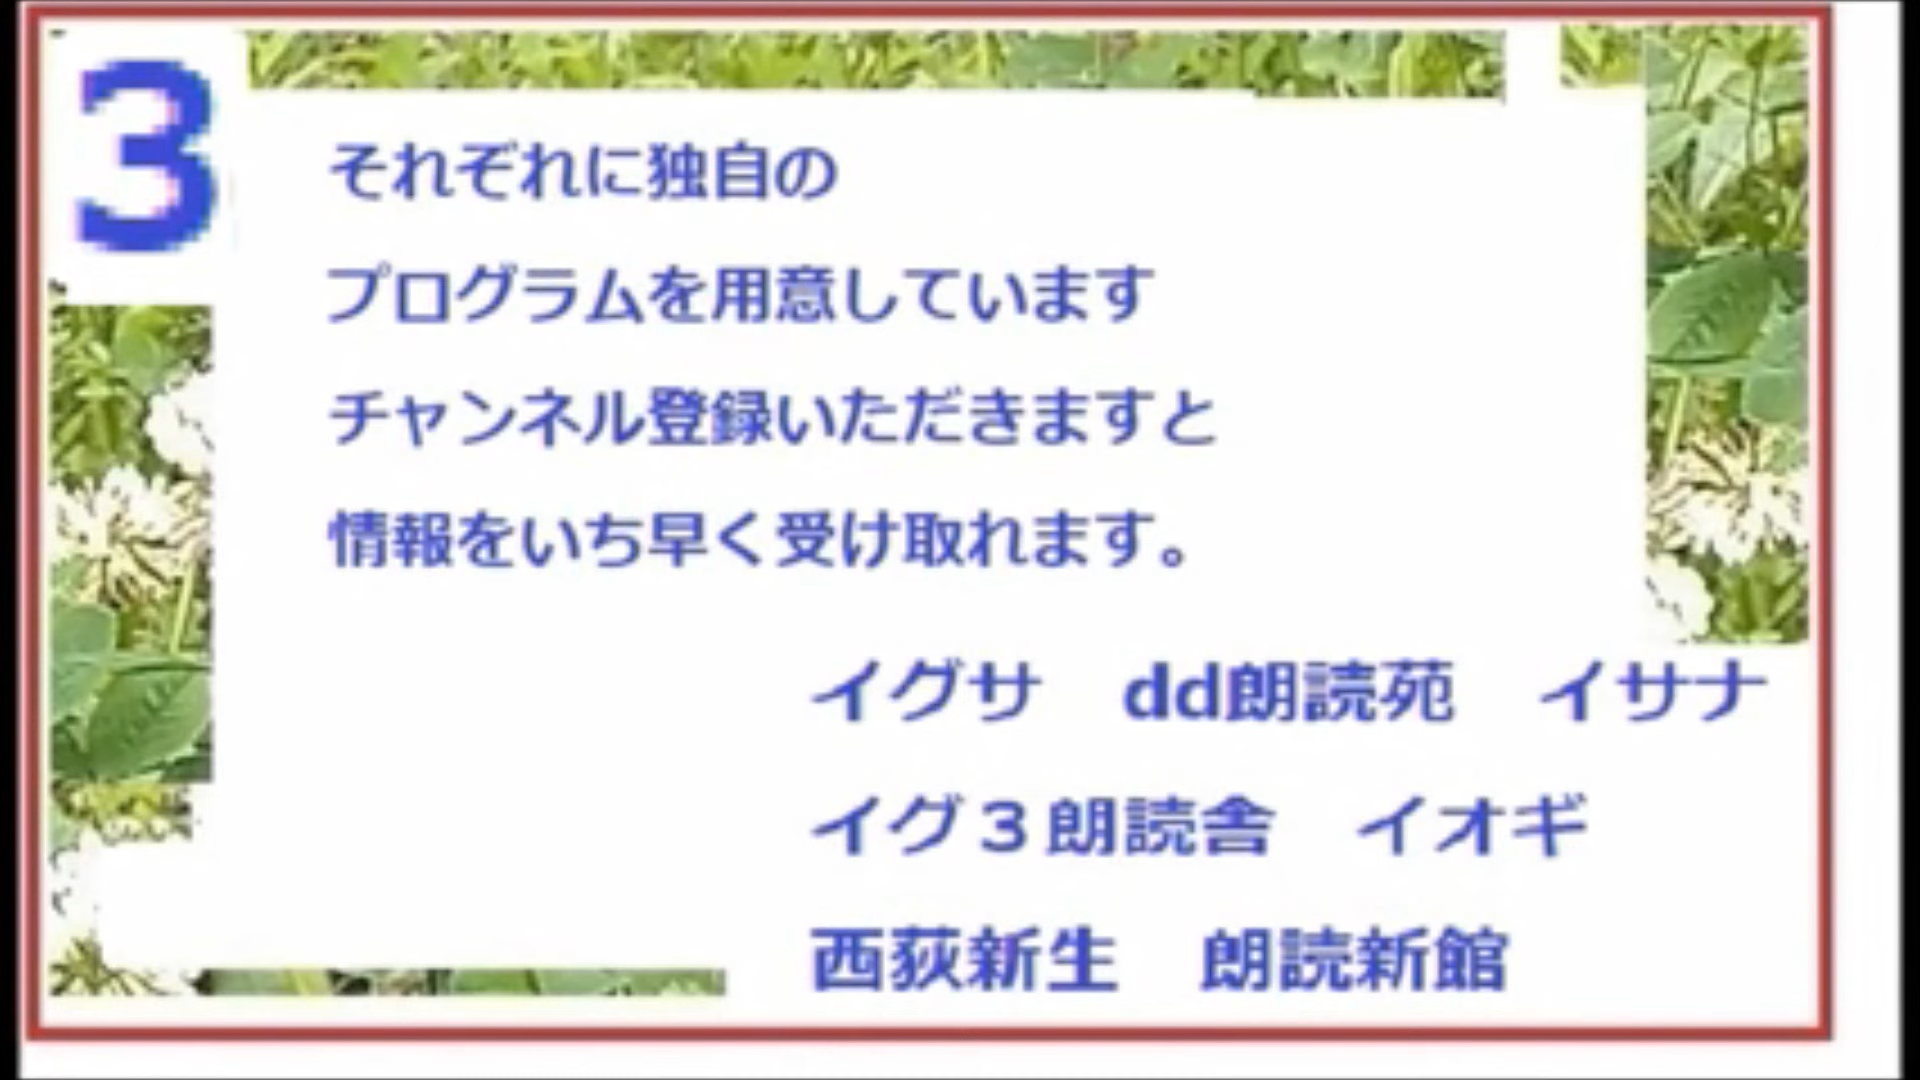 3
それぞれに独自の
プログラムを用意しています
チャンネル登録いただきますと
情報をいち早く受け取れます。
イグサ　dd朗読苑　イサナ
イグ３朗読舎　イオギ
西荻新生　朗読新館